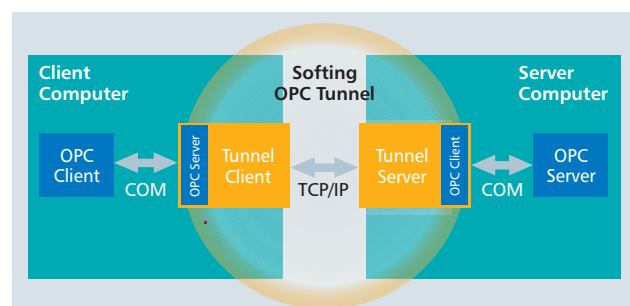 Client
Computer
Softing
OPC Tunnel
Server
Computer
OPC
Client
COM
OPC Server
Tunnel
Client
TCP/IP
Tunnel
Server
OPC Client
COM
OPC
Server